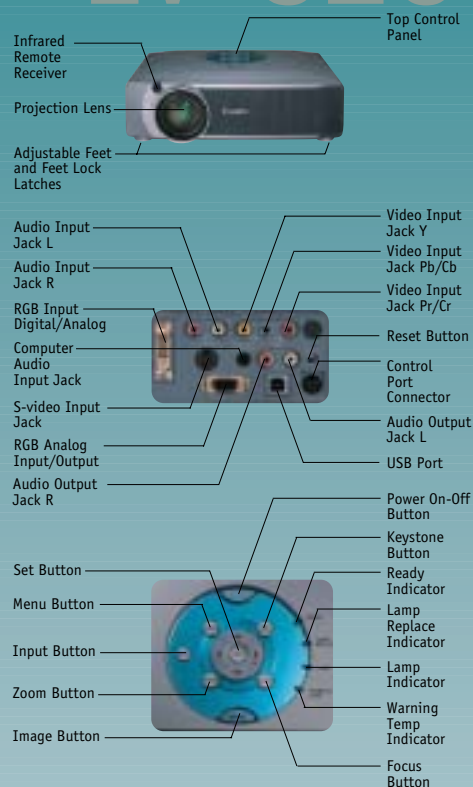 Top Control
Panel
Infrared
Remote
Receiver
Projection Lens
Adjustable Feet
and Feet Lock
Latches
Audio Input
Jack L
Audio Input
Jack R
RGB Input
Digital/Analog
Computer
Audio
Input Jack
S-video Input
Jack
RGB Analog
Input/Output
Audio Output
Jack R
Video Input
Jack Y
Video Input
Jack Pb/Cb
Video Input
Jack Pr/Cr
Reset Button
Control
Port
Connector
Audio Output
Jack L
USB Port
Power On-Off
Button
Keystone
Button
Ready
Indicator
Lamp
Replace
Indicator
Lamp
Indicator
Warning
Temp
Indicator
Focus
Button
Set Button
Menu Button
Input Button
Zoom Button
Image Button